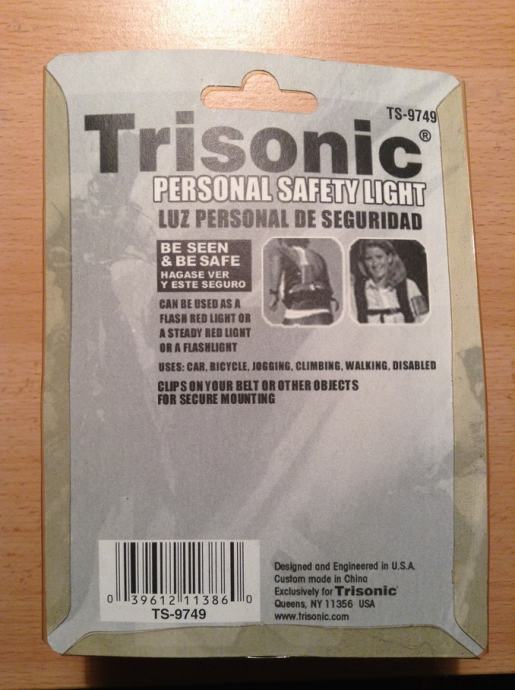 TS-9749
Trisonic®
PERSONAL SAFETY LIGHT
LUZ PERSONAL DE SEGURIDAD
BE SEEN
& BE SAFE
HAGASE VER
Y ESTE SEGURO
CAN BE USED AS A
FLASH RED LIGHT OR
A STEADY RED LIGHT
OR A FLASHLIGHT
USES: CAR, BICYCLE, JOGGING, CLIMBING, WALKING, DISABLED
CLIPS ON YOUR BELT OR OTHER OBJECTS
FOR SECURE MOUNTING
0 39612 11386 0
TS-9749
Designed and Engineered in U.S.A.
Custom made in China
Exclusively for Trisonic®
Queens, NY 11356 USA
www.trisonic.com